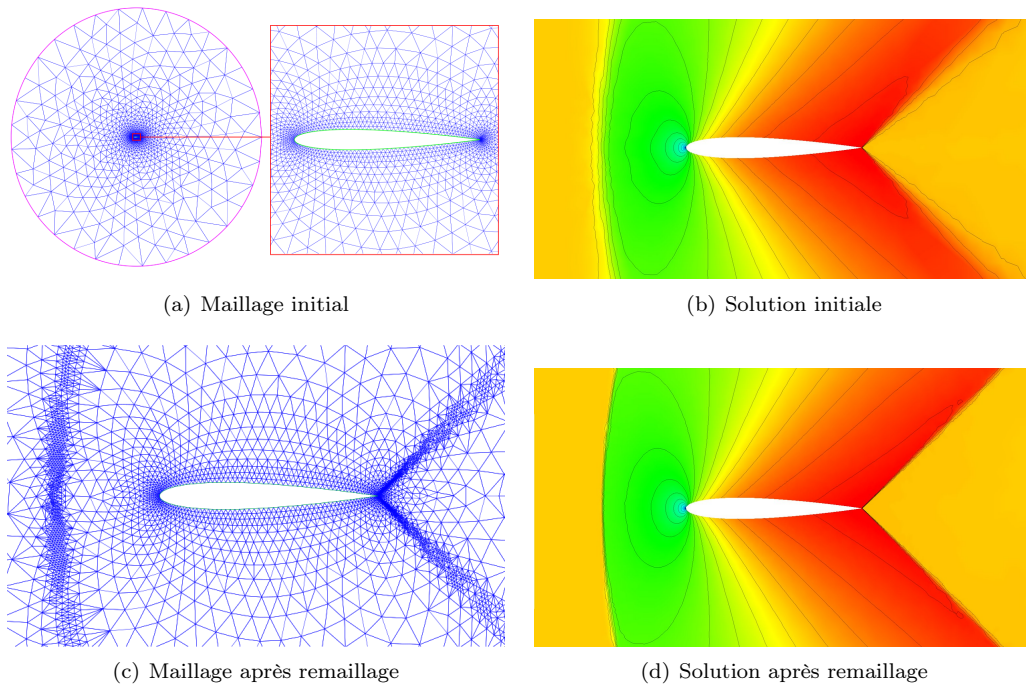 (a) Maillage initial
(b) Solution initiale
(c) Maillage après remaillage
(d) Solution après remaillage